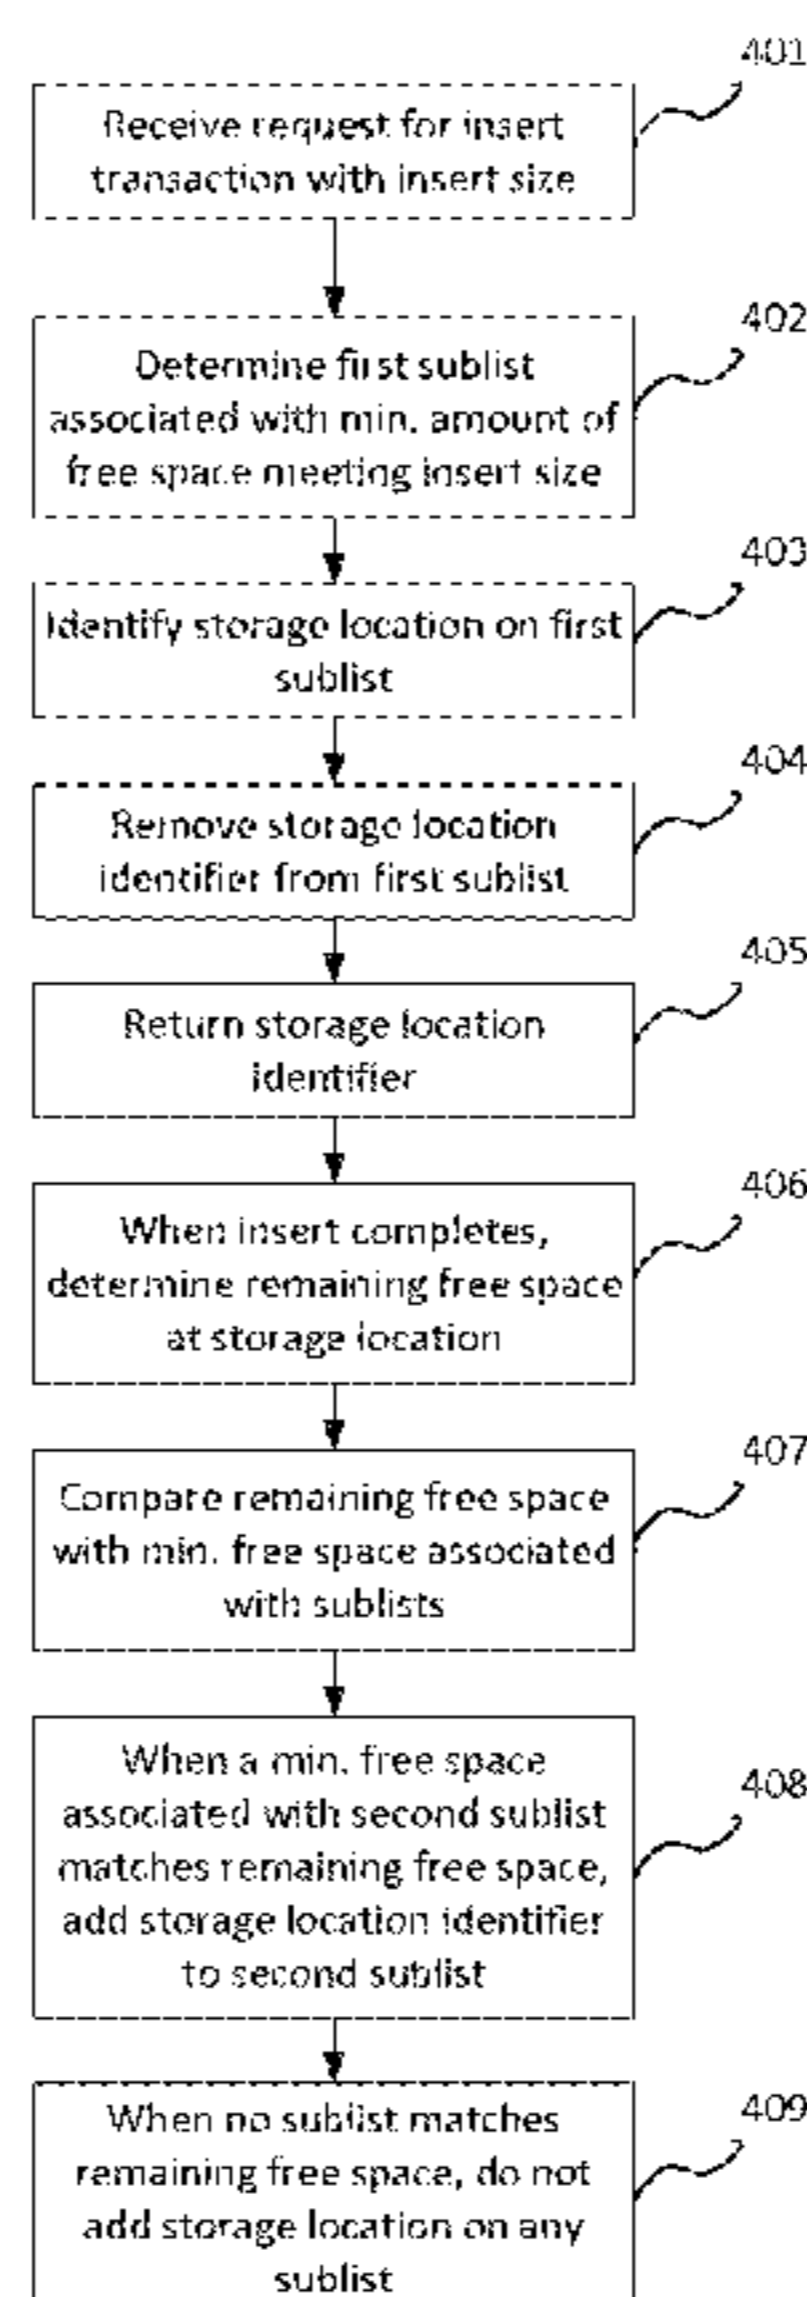 401
Receive request for insert
transaction with insert size
402
Determine first sublist
associated with min. amount of
free space meeting insert size
403
Identify storage location on first
sublist
404
Remove storage location
identifier from first sublist
405
Return storage location
identifier
406
When insert completes,
determine remaining free space
at storage location
407
Compare remaining free space
with min. free space associated
with sublists
408
When a min. free space
associated with second sublist
matches remaining free space,
add storage location identifier
to second sublist
409
When no sublist matches
remaining free space, do not
add storage location on any
sublist